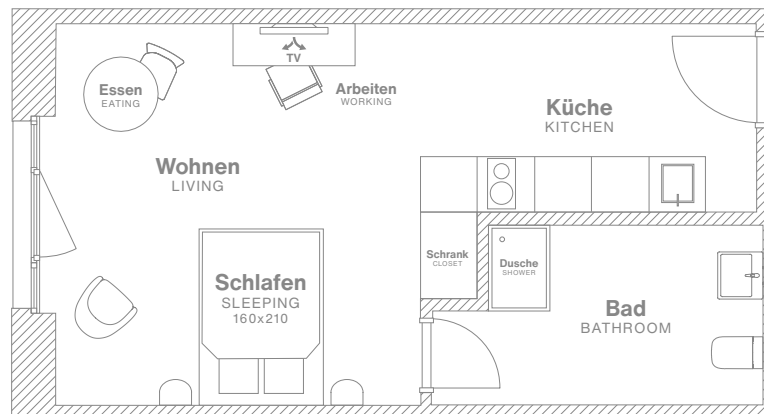 TV
Essen
EATING
Arbeiten
WORKING
Küche
KITCHEN
Wohnen
LIVING
Schrank
CLOSET
Dusche
SHOWER
Schlafen
SLEEPING
160x210
Bad
BATHROOM